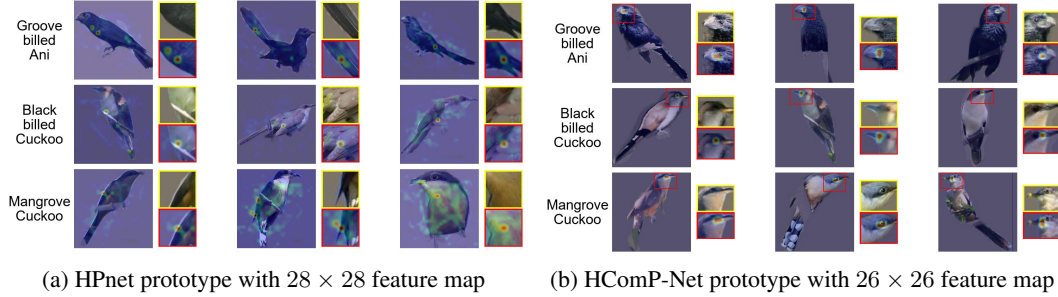 Groove
billed
Ani
Black
billed
Cuckoo
Mangrove
Cuckoo
(a) HPnet prototype with 28 × 28 feature map
Groove
billed
Ani
Black
billed
Cuckoo
Mangrove
Cuckoo
(b) HComP-Net prototype with 26 × 26 feature map